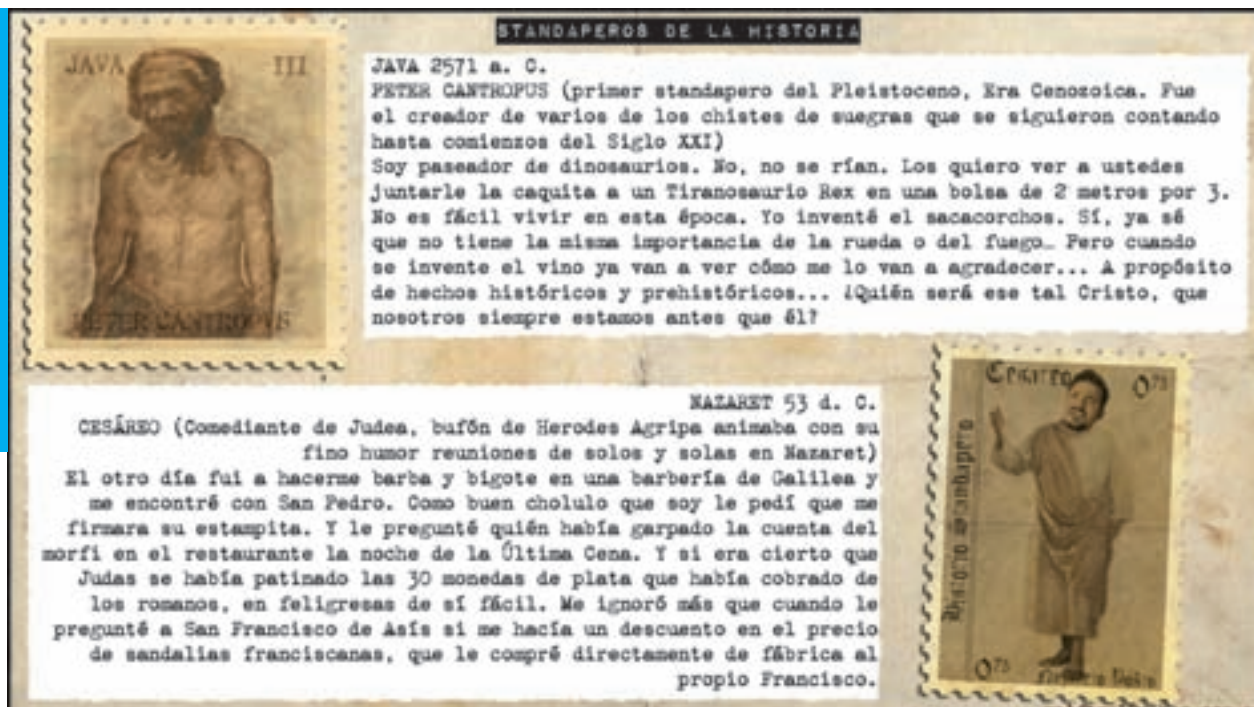 STANDAPEROS DE LA HISTORIA
JAVA III
PETER CANTROPUS
JAVA 2571 a. C.
PETER CANTROPUS (primer standapero del Pleistoceno, Era Cenozoica. Fue
el creador de varios de los chistes de suegras que se siguieron contando
hasta comienzos del Siglo XXI)
Soy paseador de dinosaurios. No, no se rían. Los quiero ver a ustedes
juntarle la caquita a un Tiranosaurio Rex en una bolsa de 2 metros por 3.
No es fácil vivir en esta época. Yo inventé el sacacorchos. Sí, ya sé
que no tiene la misma importancia de la rueda o del fuego… Pero cuando
se invente el vino ya van a ver cómo me lo van a agradecer... A propósito
de hechos históricos y prehistóricos... ¿Quién será ese tal Cristo, que
nosotros siempre estamos antes que él?
NAZARET 53 d. C.
CESÁREO (Comediante de Judea, bufón de Herodes Agripa animaba con su
fino humor reuniones de solos y solas en Nazaret)
El otro día fui a hacerme barba y bigote en una barbería de Galilea y
me encontré con San Pedro. Como buen cholulo que soy le pedí que me
firmara su estampita. Y le pregunté quién había garpado la cuenta del
morfi en el restaurante la noche de la Última Cena. Y si era cierto que
Judas se había patinado las 30 monedas de plata que había cobrado de
los romanos, en feligresas de sí fácil. Me ignoró más que cuando le
pregunté a San Francisco de Asís si me hacía un descuento en el precio
de sandalias franciscanas, que le compré directamente de fábrica al
propio Francisco.
0,75
0,75